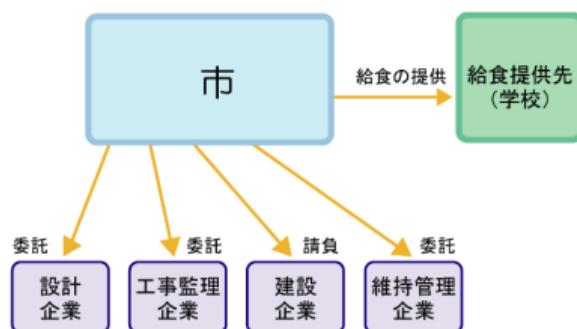 市
給食の提供
給食提供先
（学校）
委託
委託
請負
委託
設計
企業
工事監理
企業
建設
企業
維持管理
企業